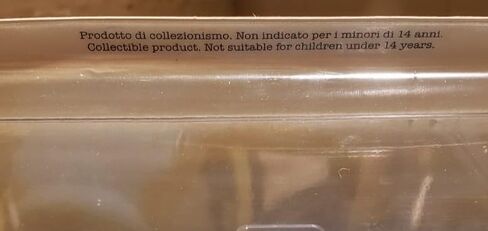 Prodotto di collezionismo. Non indicato per i minori di 14 anni.
Collectible product. Not suitable for children under 14 years.